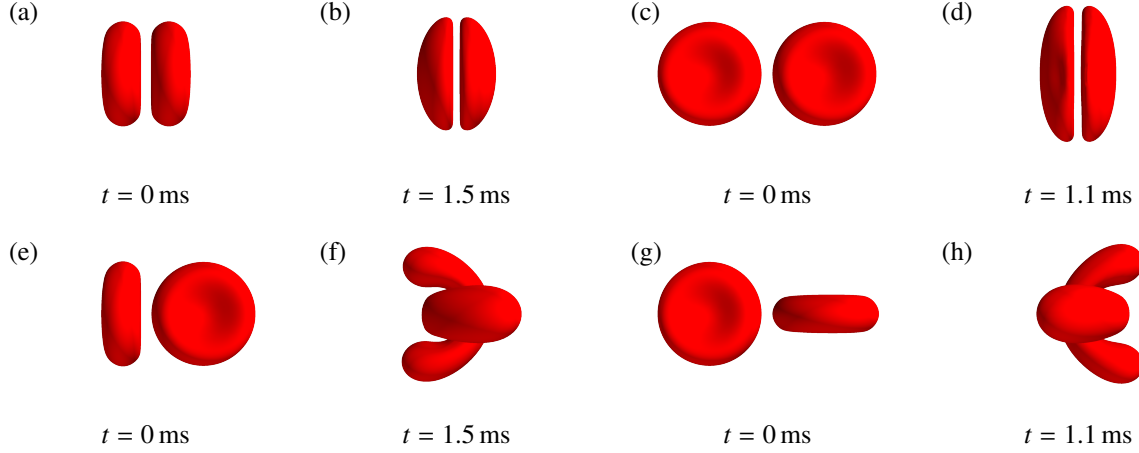 (a) (b) (c) (d)
t = 0 ms t = 1.5 ms t = 0 ms t = 1.1 ms
(e) (f) (g) (h)
t = 0 ms t = 1.5 ms t = 0 ms t = 1.1 ms